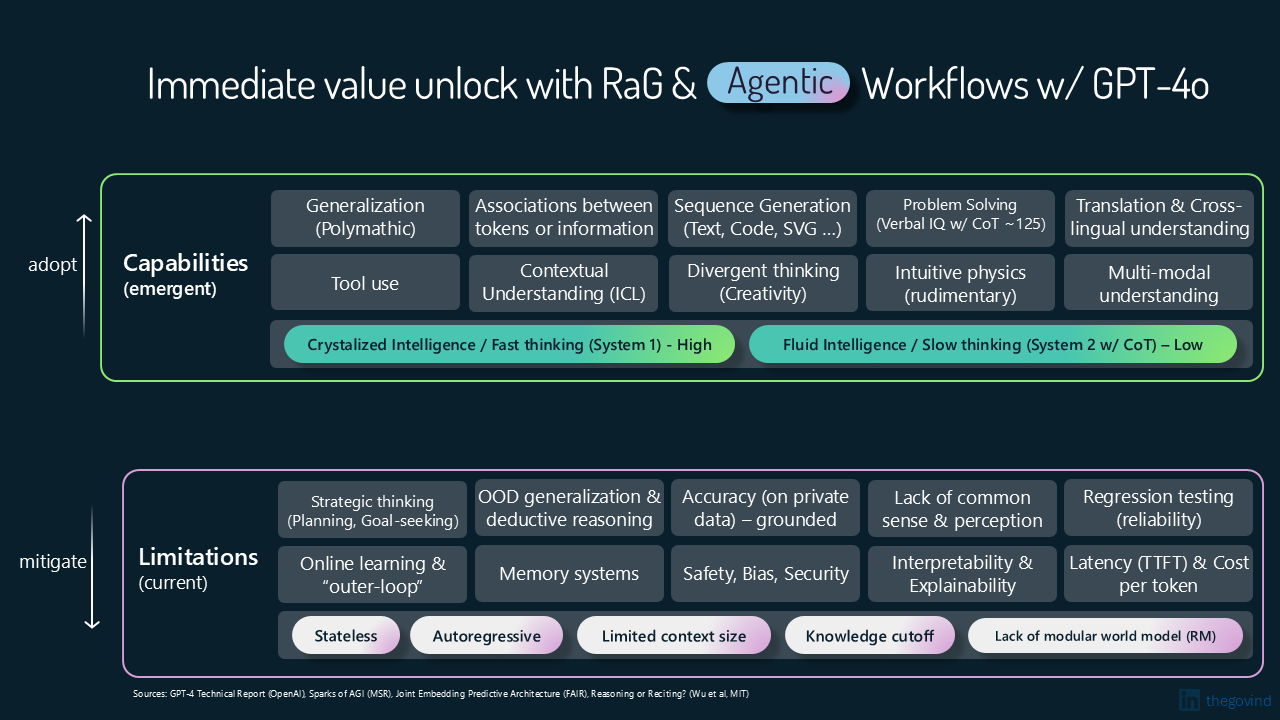 Immediate value unlock with RaG & Agentic Workflows w/ GPT-4o
adopt
Capabilities
(emergent)
Generalization
(Polymathic)
Associations between
tokens or information
Sequence Generation
(Text, Code, SVG ...)
Problem Solving
(Verbal IQ w/ CoT ~125)
Translation & Cross-
lingual understanding
Tool use
Contextual
Understanding (ICL)
Divergent thinking
(Creativity)
Intuitive physics
(rudimentary)
Multi-modal
understanding
Crystalized Intelligence / Fast thinking (System 1) - High
Fluid Intelligence / Slow thinking (System 2 w/ CoT) – Low
mitigate
Limitations
(current)
Strategic thinking
(Planning, Goal-seeking)
OOD generalization &
deductive reasoning
Accuracy (on private
data) – grounded
Lack of common
sense & perception
Regression testing
(reliability)
Online learning &
“outer-loop”
Memory systems
Safety, Bias, Security
Interpretability &
Explainability
Latency (TTFT) & Cost
per token
Stateless
Autoregressive
Limited context size
Knowledge cutoff
Lack of modular world model (RM)
Sources: GPT-4 Technical Report (OpenAI), Sparks of AGI (MSR), Joint Embedding Predictive Architecture (FAIR), Reasoning or Reciting? (Wu et al, MIT)
in thegovind